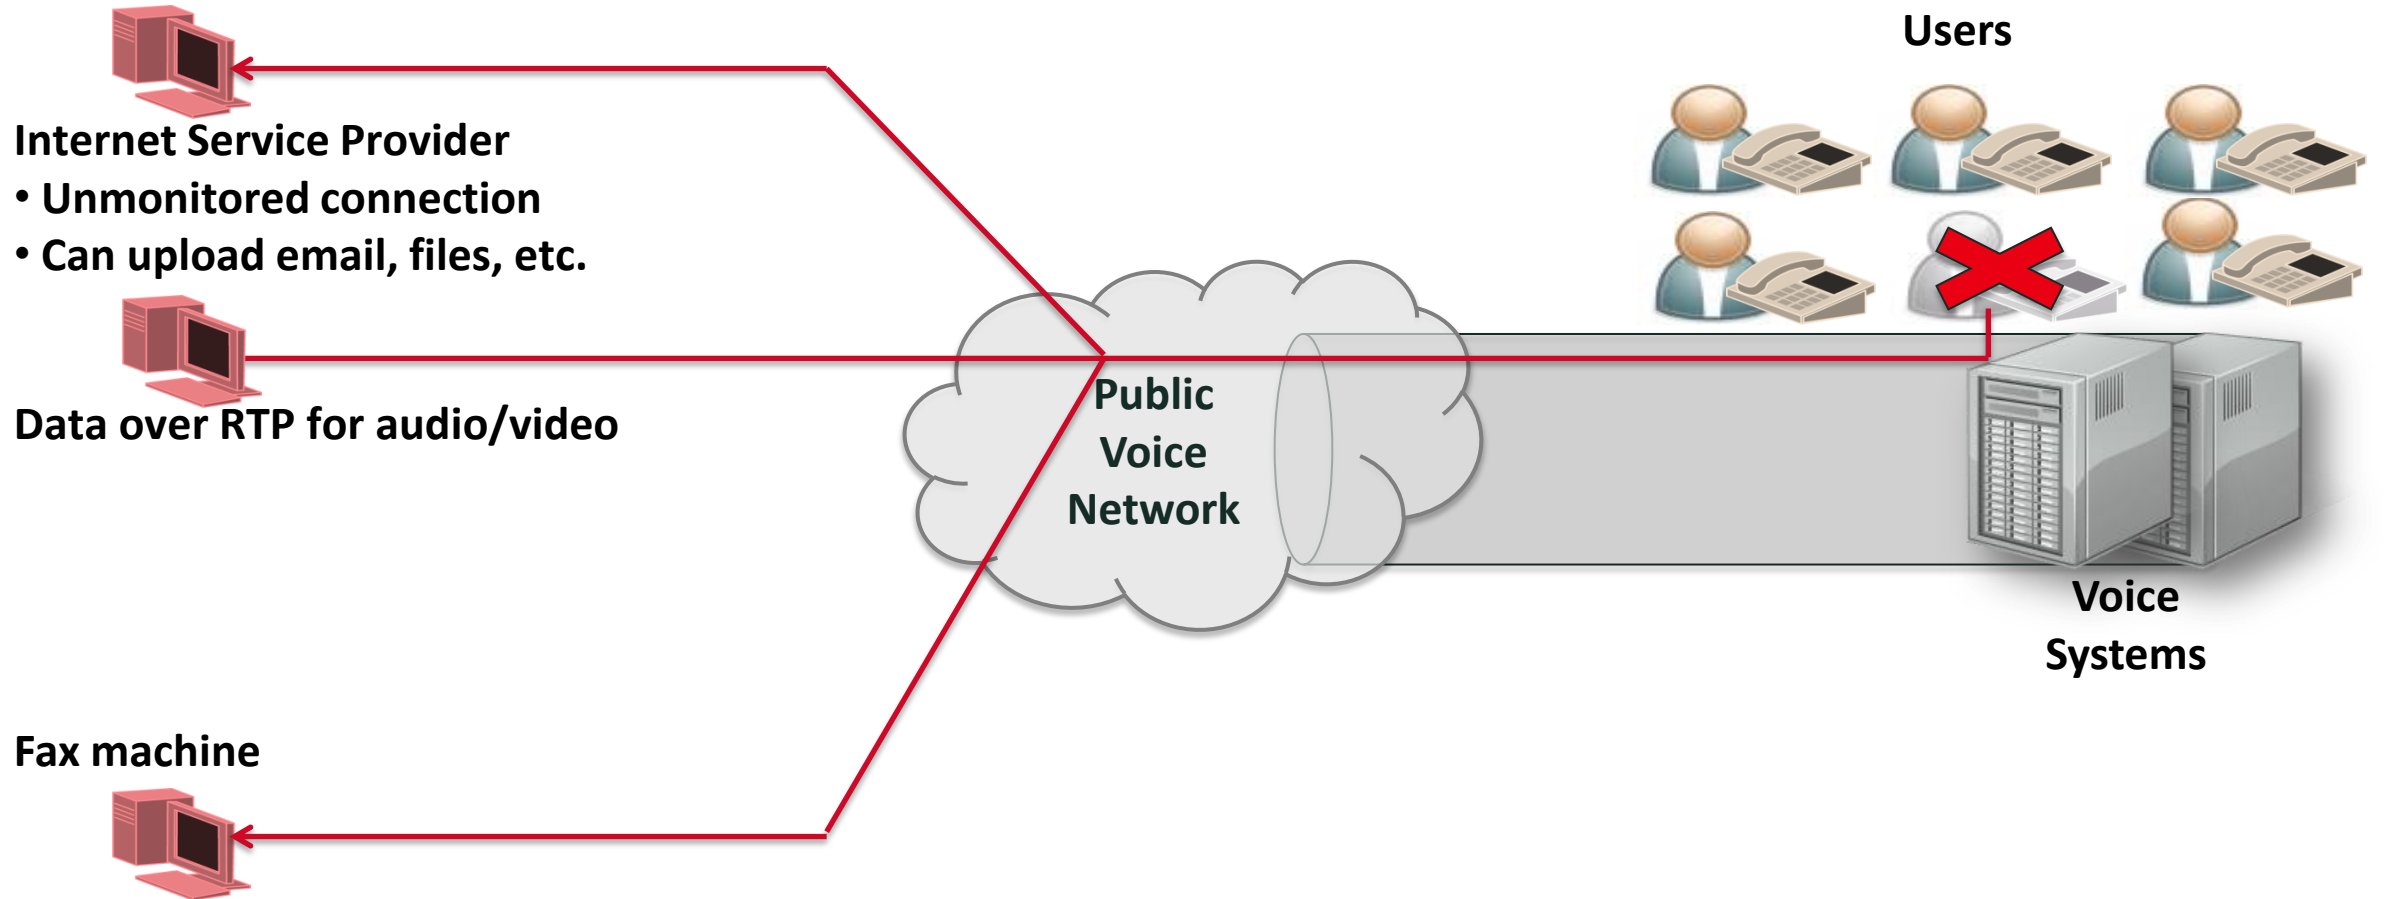 Users
Internet Service Provider
• Unmonitored connection
• Can upload email, files, etc.
Data over RTP for audio/video
Public
Voice
Network
Voice
Systems
Fax machine